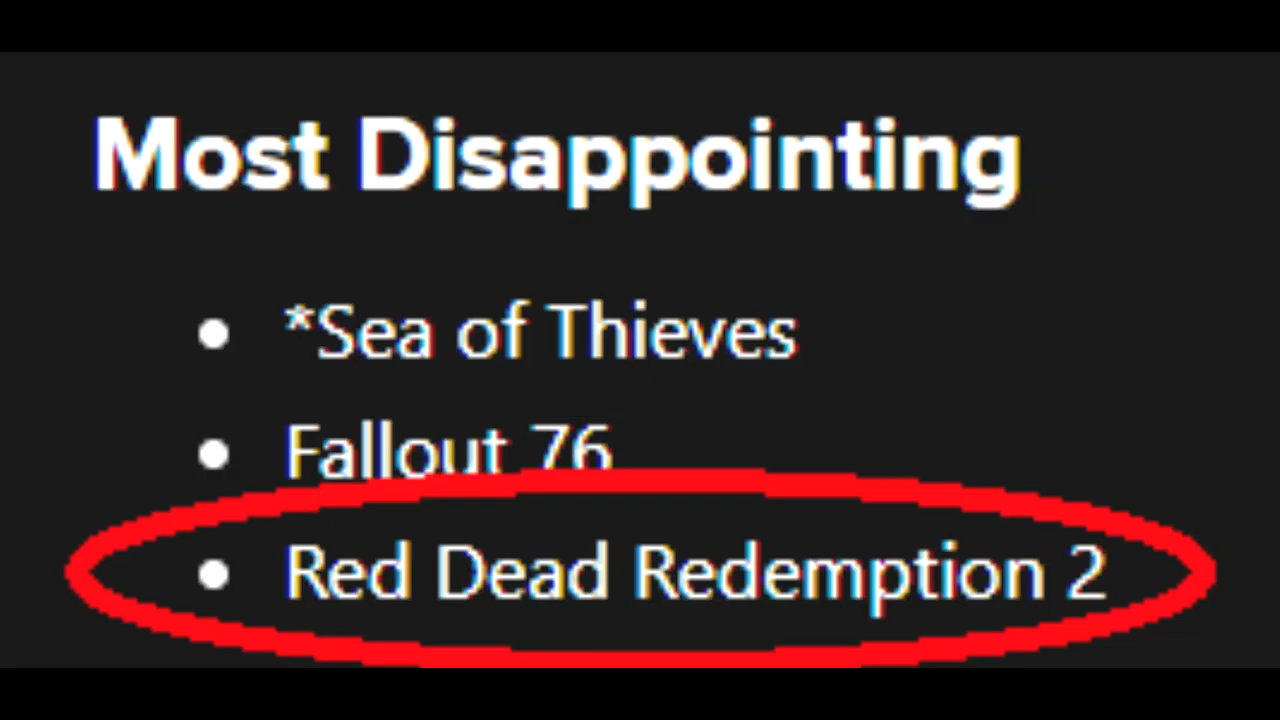 Most Disappointing
• *Sea of Thieves
• Fallout 76
• Red Dead Redemption 2